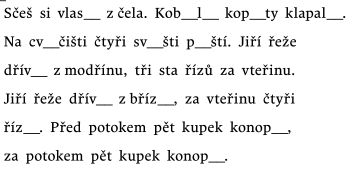 Sčeš si vlas__ z čela. Kob__l__ kop__ty klapal__.
Na cv__čišti čtyři sv__šti p__ští. Jiří řeže
dřív__ z modřínu, tři sta řízů za vteřinu.
Jiří řeže dřív__ z bříz__, za vteřinu čtyři
říz__. Před potokem pět kupek konop__,
za potokem pět kupek konop__.